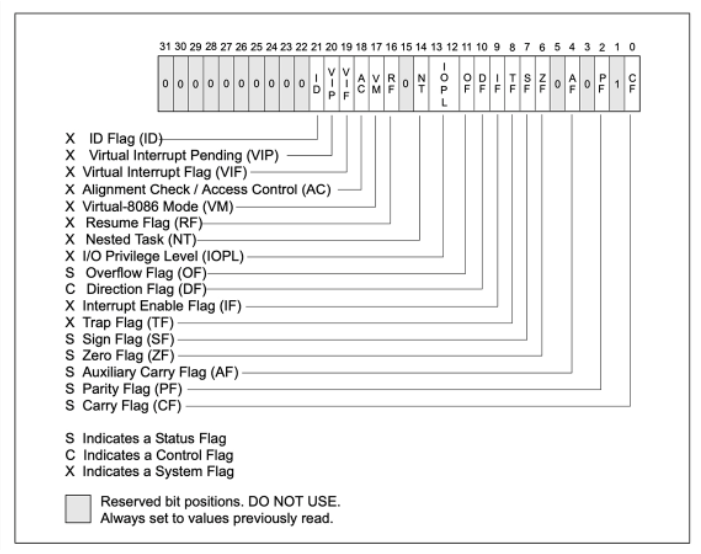 31 30 29 28 27 26 25 24 23 22 21 20 19 18 17 16 15 14 13 12 11 10 9 8 7 6 5 4 3 2 1 0
0 0 0 0 0 0 0 0 0 0 ID VIP VIF AC VM RF 0 NT IOPL OF DF IF TF SF ZF 0 AF 0 PF 1 CF
X ID Flag (ID)
X Virtual Interrupt Pending (VIP)
X Virtual Interrupt Flag (VIF)
X Alignment Check / Access Control (AC)
X Virtual-8086 Mode (VM)
X Resume Flag (RF)
X Nested Task (NT)
X I/O Privilege Level (IOPL)
S Overflow Flag (OF)
C Direction Flag (DF)
X Interrupt Enable Flag (IF)
X Trap Flag (TF)
S Sign Flag (SF)
S Zero Flag (ZF)
S Auxiliary Carry Flag (AF)
S Parity Flag (PF)
S Carry Flag (CF)
S Indicates a Status Flag
C Indicates a Control Flag
X Indicates a System Flag
Reserved bit positions. DO NOT USE.
Always set to values previously read.